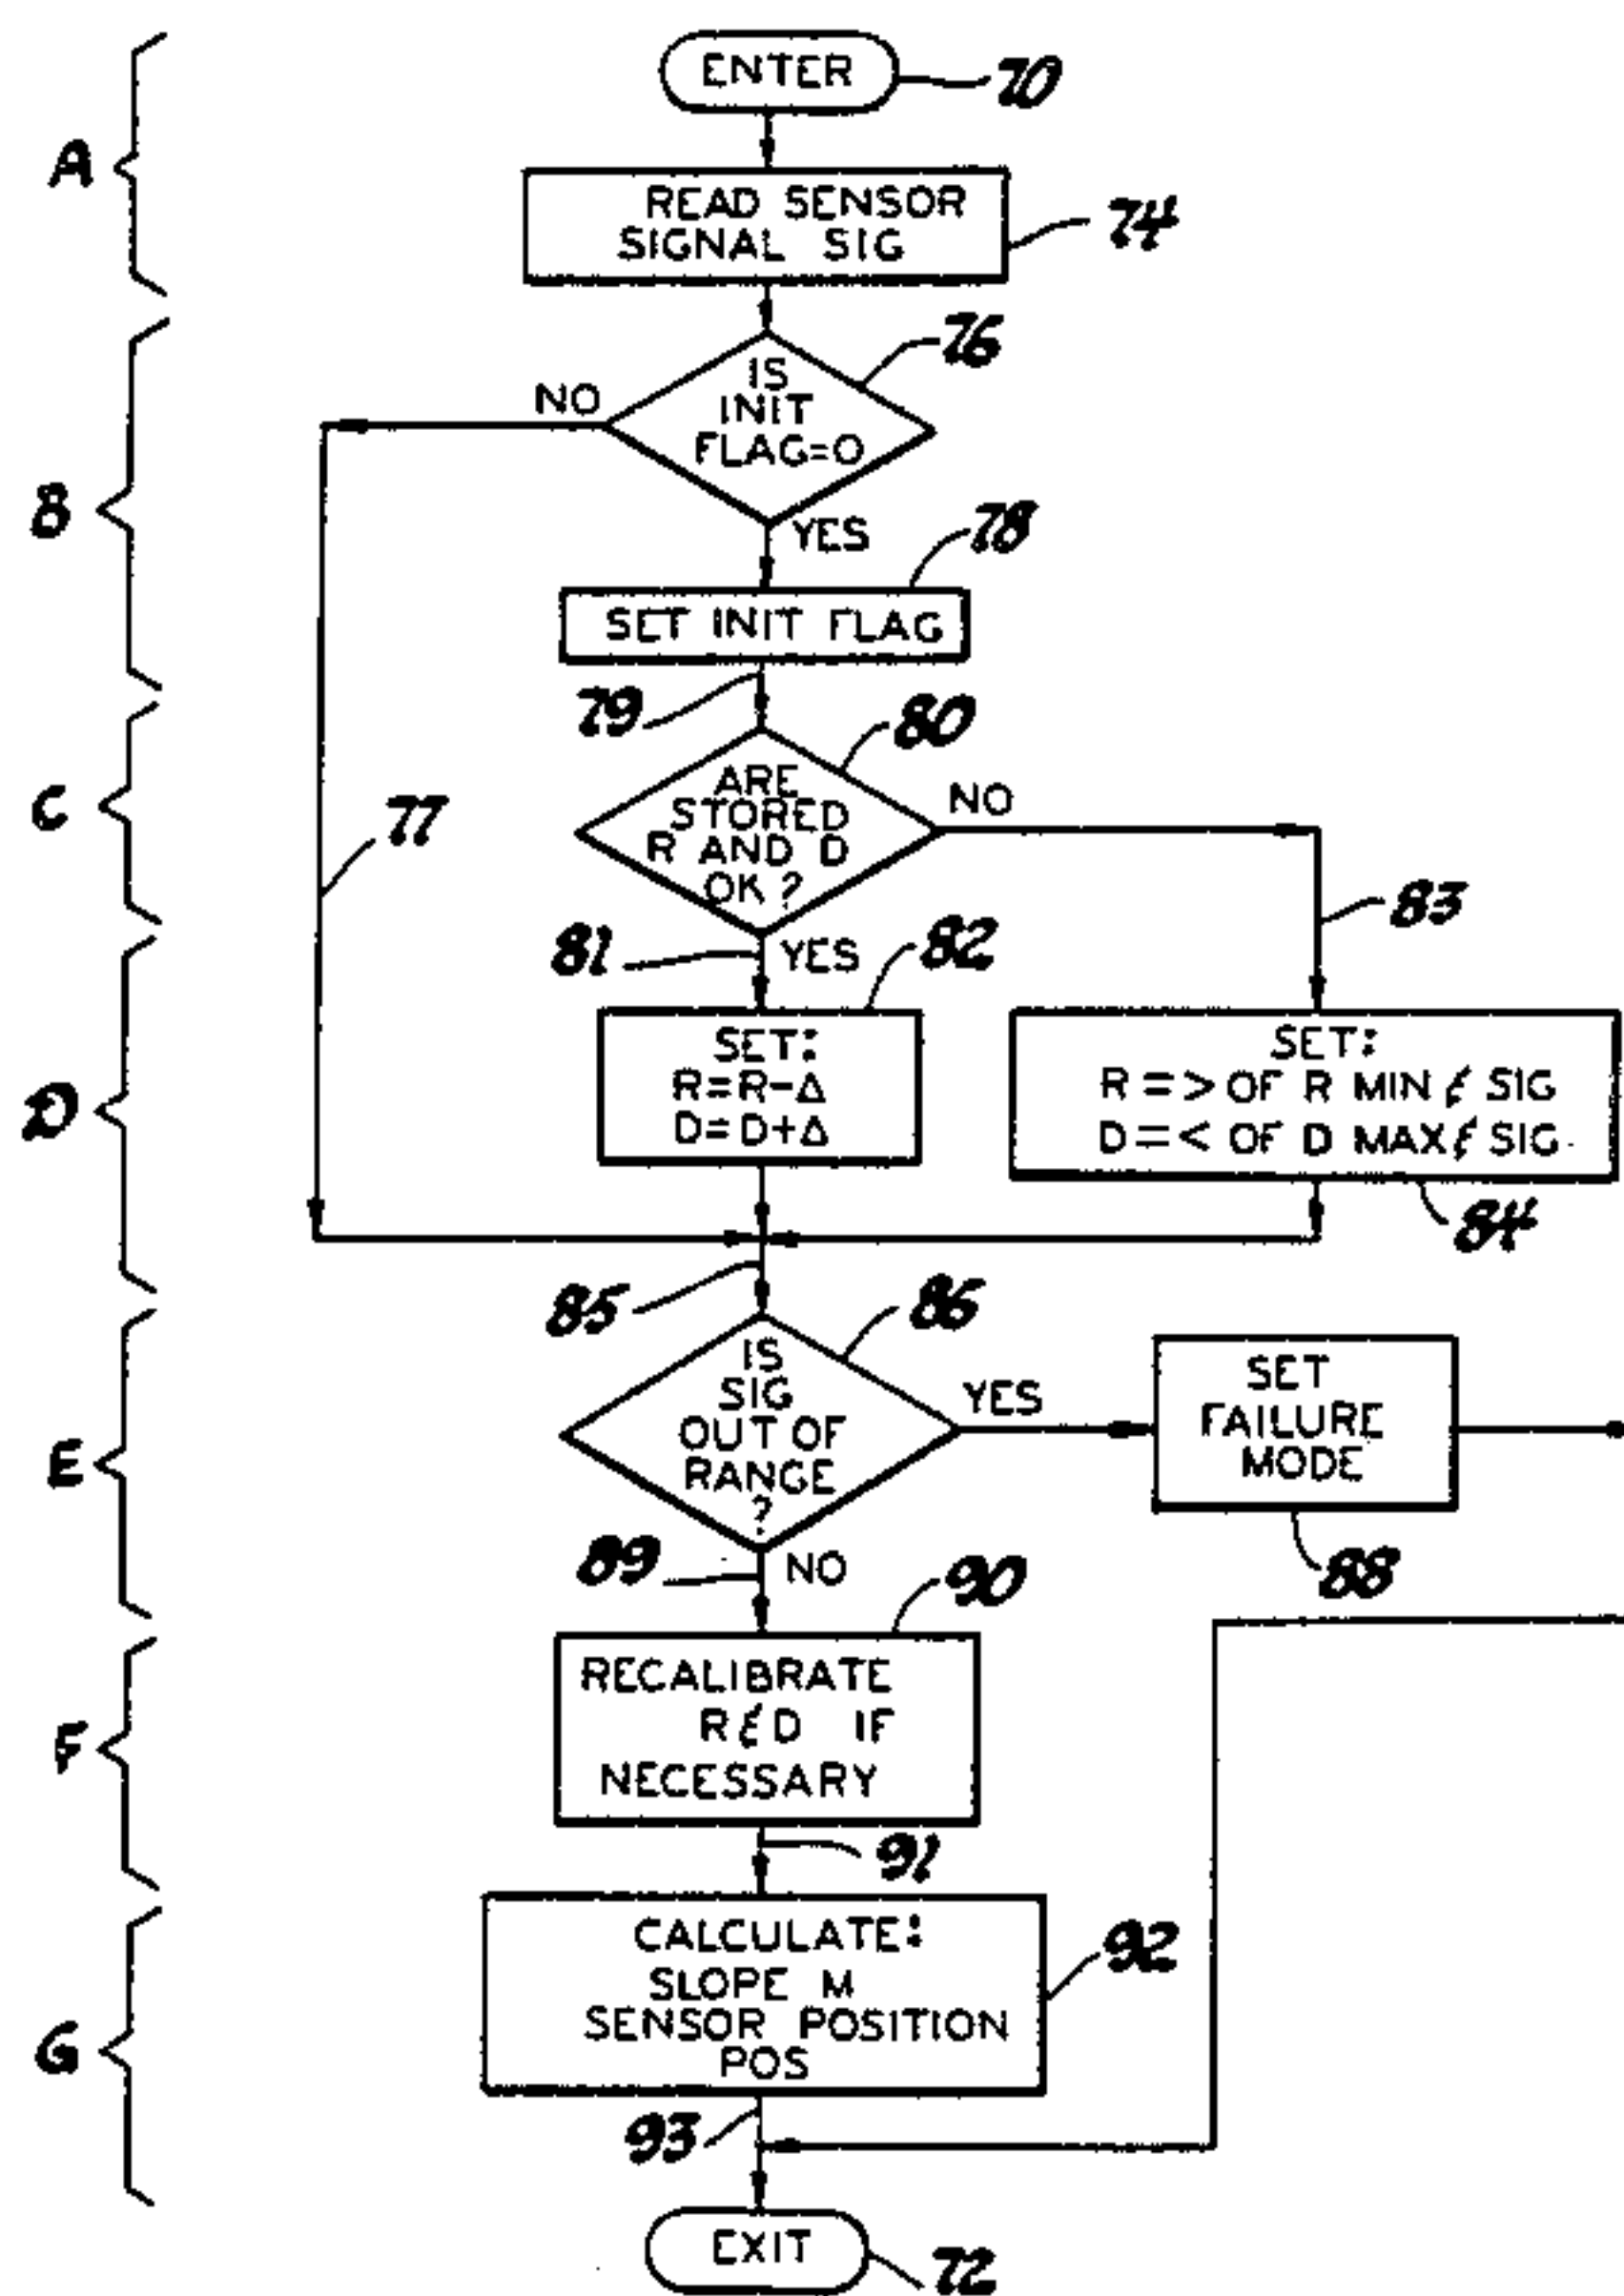 ENTER
70
A
READ SENSOR
SIGNAL SIG
74
76
IS
INIT
FLAG=0
NO
B
YES
78
SET INIT FLAG
79
80
ARE
STORED
R AND D
OK?
NO
C
77
83
81
YES
82
SET:
R=R-Δ
D=D+Δ
SET:
R => OF R MIN & SIG
D =< OF D MAX & SIG
D
84
85
86
IS
SIG
OUT OF
RANGE
?
YES
SET
FAILURE
MODE
E
88
89
NO
90
RECALIBRATE
R & D IF
NECESSARY
F
91
CALCULATE:
SLOPE M
SENSOR POSITION
POS
92
G
93
EXIT
72